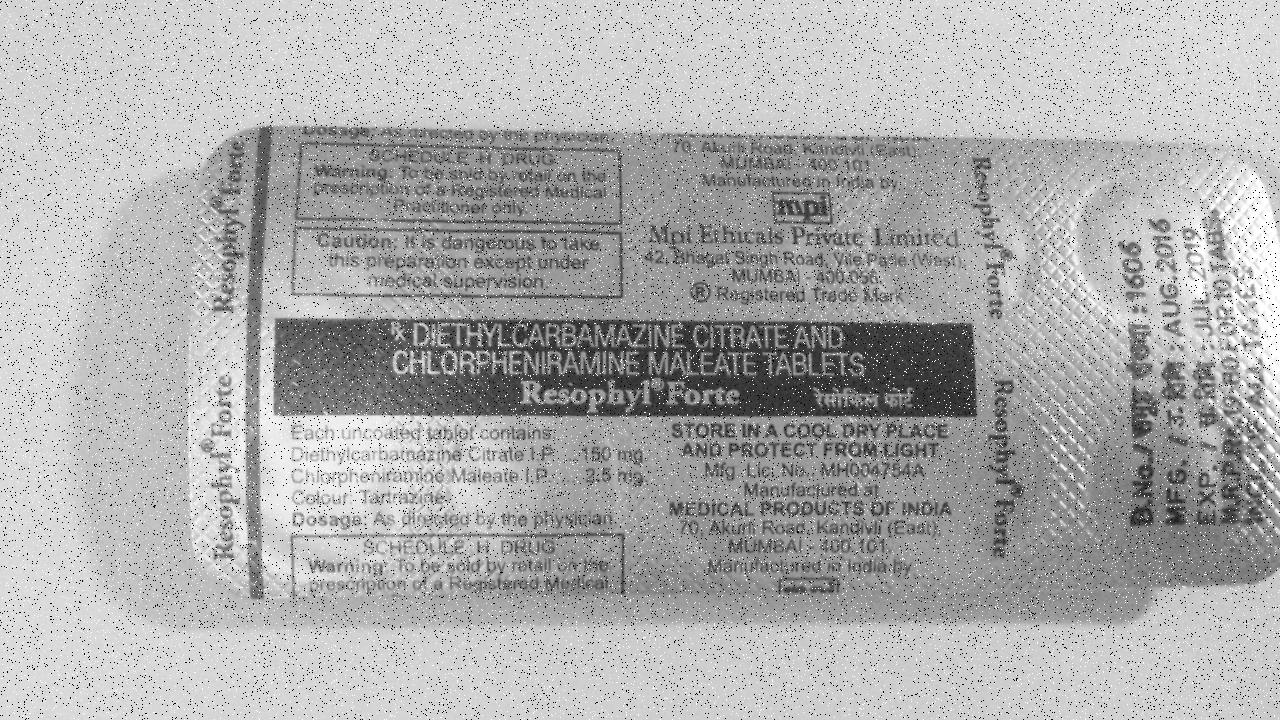 Dosage: As directed by the physician.
SCHEDULE H DRUG
Warning: To be sold by retail on the
prescription of a Registered Medical
Practitioner only.
Caution: It is dangerous to take
this preparation except under
medical supervision.
70, Akurli Road, Kandivli (East),
MUMBAI - 400 101.
Manufactured in India by
mpi
Mpi Ethicals Private Limited
42, Bhagat Singh Road, Vile Parle (West),
MUMBAI - 400 056.
® Registered Trade Mark
Rx DIETHYLCARBAMAZINE CITRATE AND
CHLORPHENIRAMINE MALEATE TABLETS
Resophyl® Forte रेसोफिल फोर्ट
Each uncoated tablet contains:
Diethylcarbamazine Citrate I.P. 150 mg.
Chlorpheniramine Maleate I.P. 2.5 mg.
Colour: Tartrazine
Dosage: As directed by the physician.
SCHEDULE H DRUG
Warning: To be sold by retail on the
prescription of a Registered Medical
STORE IN A COOL DRY PLACE
AND PROTECT FROM LIGHT
Mfg. Lic. No.: MH004754A
Manufactured at
MEDICAL PRODUCTS OF INDIA
70, Akurli Road, Kandivli (East),
MUMBAI - 400 101.
Manufactured in India by
Resophyl® Forte
Resophyl® Forte
Resophyl® Forte
Resophyl® Forte
B.No./ : 1606
MFG. / : AUG.2016
EXP. / : JUL.2019